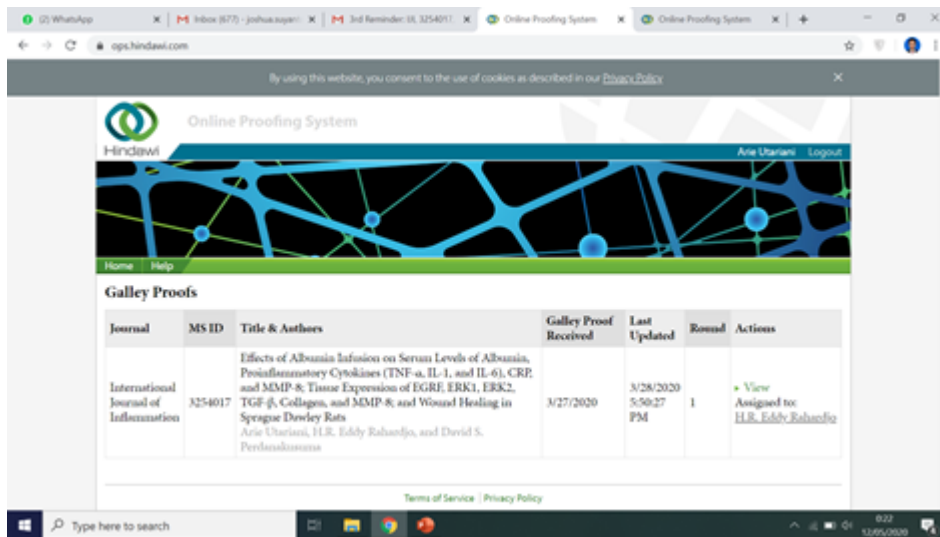 (2) WhatsApp
Inbox (677) - joshua.sayan
3rd Reminder: UL 3254017
Online Proofing System
Online Proofing System
ops.hindawi.com
By using this website, you consent to the use of cookies as described in our Privacy Policy
Hindawi
Online Proofing System
Arie Utariani Logout
Home Help
Galley Proofs
Journal MS ID Title & Authors Galley Proof Received Last Updated Round Actions
International Journal of Inflammation
3254017
Effects of Albumin Infusion on Serum Levels of Albumin,
Proinflammatory Cytokines (TNF-α, IL-1, and IL-6), CRP,
and MMP-8; Tissue Expression of EGRF, ERK1, ERK2,
TGF-β, Collagen, and MMP-8; and Wound Healing in
Sprague Dawley Rats
Arie Utariani, H.R. Eddy Rahardjo, and David S.
Perdanakusuma
3/27/2020
3/28/2020
5:50:27
PM
1
View
Assigned to:
H.R. Eddy Rahardjo
Terms of Service | Privacy Policy
Type here to search
0:22
12/05/2020